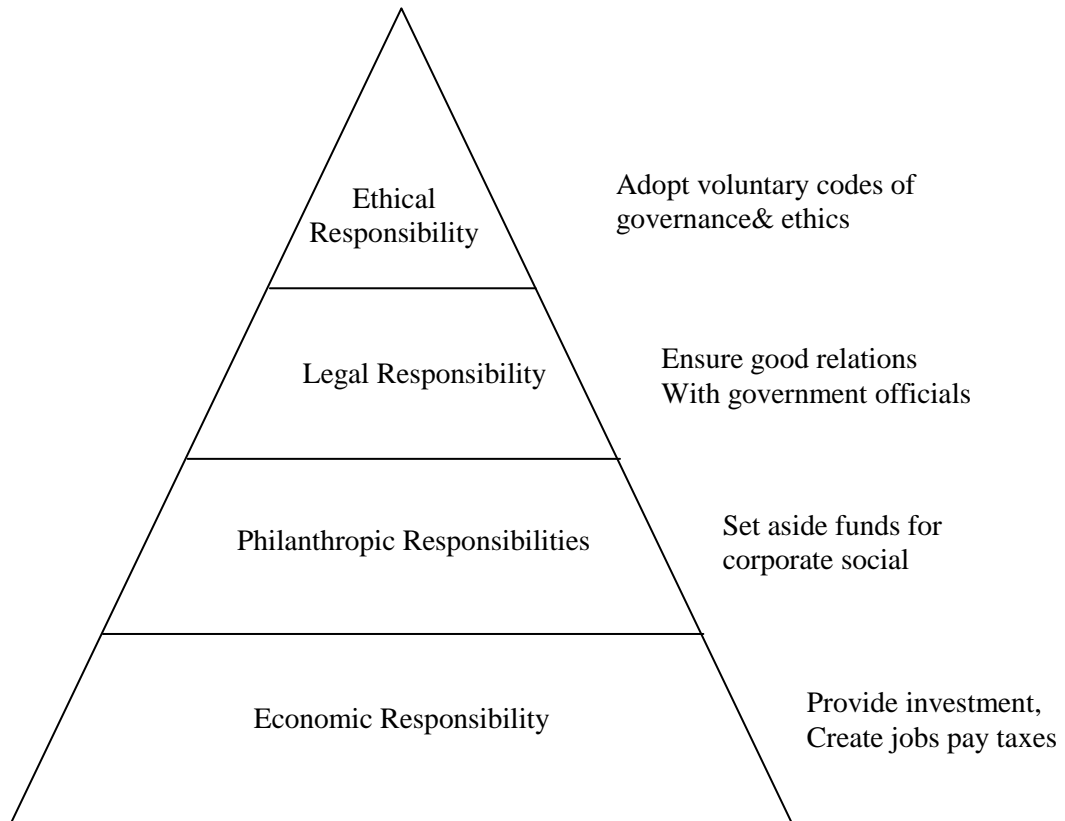 Ethical
Responsibility
Adopt voluntary codes of
governance& ethics
Legal Responsibility
Ensure good relations
With government officials
Philanthropic Responsibilities
Set aside funds for
corporate social
Economic Responsibility
Provide investment,
Create jobs pay taxes